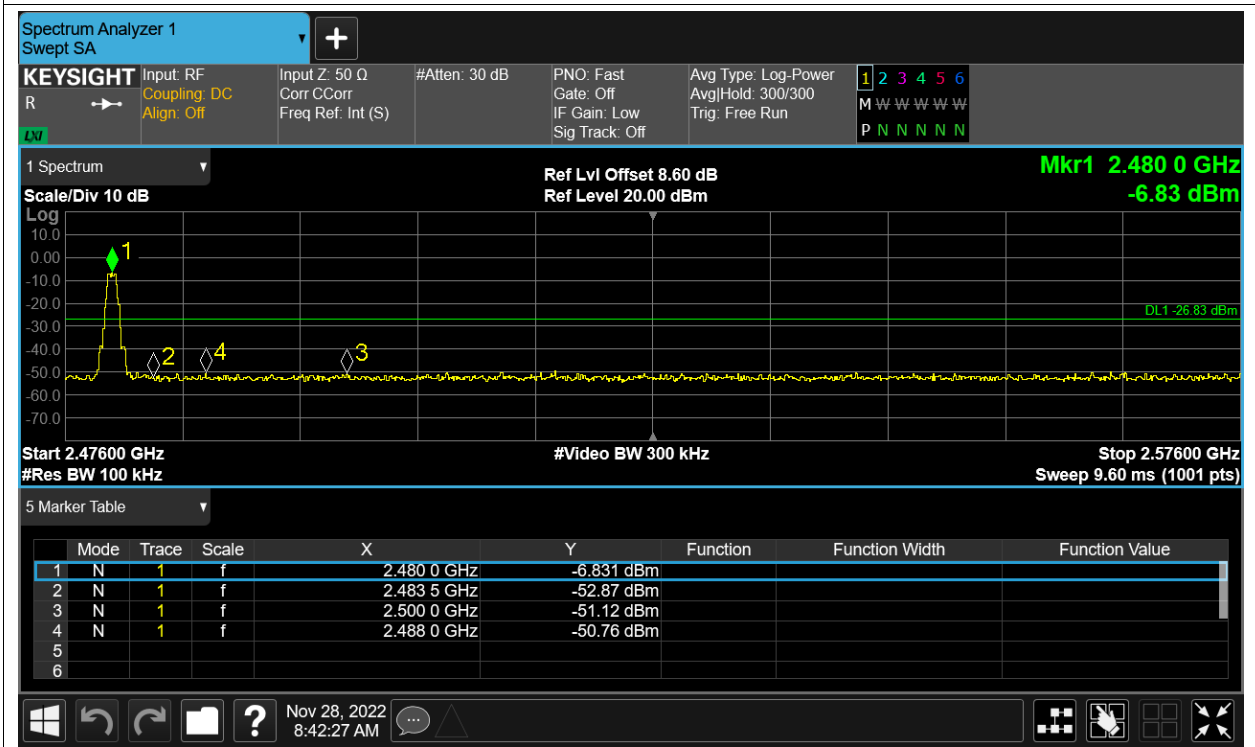 Spectrum Analyzer 1
Swept SA
KEYSIGHT Input: RF Input Z: 50 Ω #Atten: 30 dB PNO: Fast Avg Type: Log-Power 1 2 3 4 5 6
R Coupling: DC Corr CCorr Gate: Off Avg|Hold: 300/300 M W W W W W
Align: Off Freq Ref: Int (S) IF Gain: Low Trig: Free Run
LXI Sig Track: Off P N N N N N
1 Spectrum Ref Lvl Offset 8.60 dB Mkr1 2.480 0 GHz
Scale/Div 10 dB Ref Level 20.00 dBm -6.83 dBm
Log
10.0
1
0.00
-10.0
-20.0
DL1 -26.83 dBm
-30.0
-40.0
2 4 3
-50.0
-60.0
-70.0
Start 2.47600 GHz #Video BW 300 kHz Stop 2.57600 GHz
#Res BW 100 kHz Sweep 9.60 ms (1001 pts)
5 Marker Table
Mode Trace Scale X Y Function Function Width Function Value
1 N 1 f 2.480 0 GHz -6.831 dBm
2 N 1 f 2.483 5 GHz -52.87 dBm
3 N 1 f 2.500 0 GHz -51.12 dBm
4 N 1 f 2.488 0 GHz -50.76 dBm
5
6
? Nov 28, 2022
8:42:27 AM